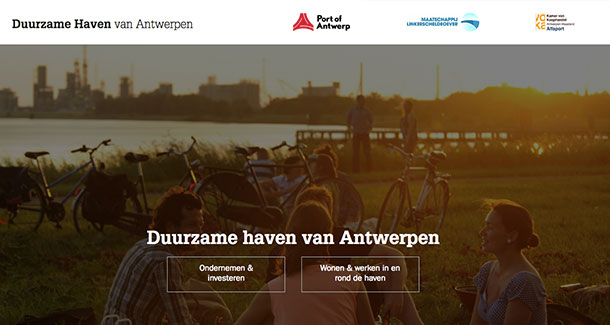 Duurzame Haven van Antwerpen
Port of
Antwerp
MAATSCHAPPIJ
LINKERSCHELDEOEVER
VOKA
Kamer van
Koophandel
Antwerpen-Waasland
Alfaport
Duurzame haven van Antwerpen
Ondernemen &
investeren
Wonen & werken in en
rond de haven